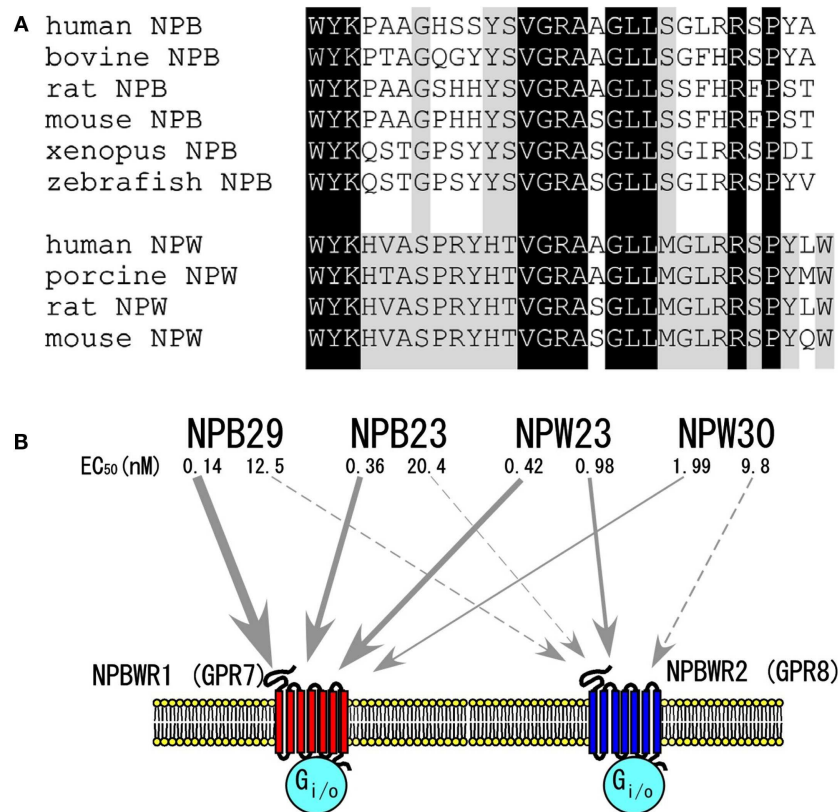 A
human NPB WYKPAAGHSSYSVGRAAGLLSGLRRSPYA
bovine NPB WYKPTAGQGYYSVGRAAGLLSGFHRSPYA
rat NPB WYKPAAGSHHYSVGRAAGLLSSFHRFPST
mouse NPB WYKPAAGPHHYSVGRASGLLSSFHRFPST
xenopus NPB WYKQSTGPSYYSVGRASGLLSGIRRSPDI
zebrafish NPB WYKQSTGPSYYSVGRASGLLSGIRRSPYV
human NPW WYKHVASPRYHTVGRAAGLLMGLRRSPYLW
porcine NPW WYKHTASPRYHTVGRAAGLLMGLRRSPYMW
rat NPW WYKHVASPRYHTVGRASGLLMGLRRSPYLW
mouse NPW WYKHVASPRYHTVGRASGLLMGLRRSPYQW
B
NPB29 NPB23 NPW23 NPW30
EC50(nM) 0.14 12.5 0.36 20.4 0.42 0.98 1.99 9.8
NPBWR1 (GPR7) NPBWR2 (GPR8)
Gi/o Gi/o